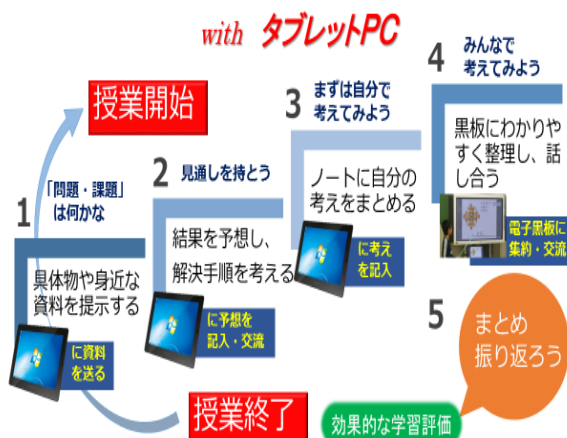 with タブレットPC
授業開始
1
「問題・課題」
は何かな
具体物や身近な
資料を提示する
に資料
を送る
2
見通しを持とう
結果を予想し、
解決手順を考える
に予想を
記入・交流
3
まずは自分で
考えてみよう
ノートに自分の
考えをまとめる
に考え
を記入
4
みんなで
考えてみよう
黒板にわかりや
すく整理し、話
し合う
電子黒板に
集約・交流
5
まとめ
振り返ろう
効果的な学習評価
授業終了